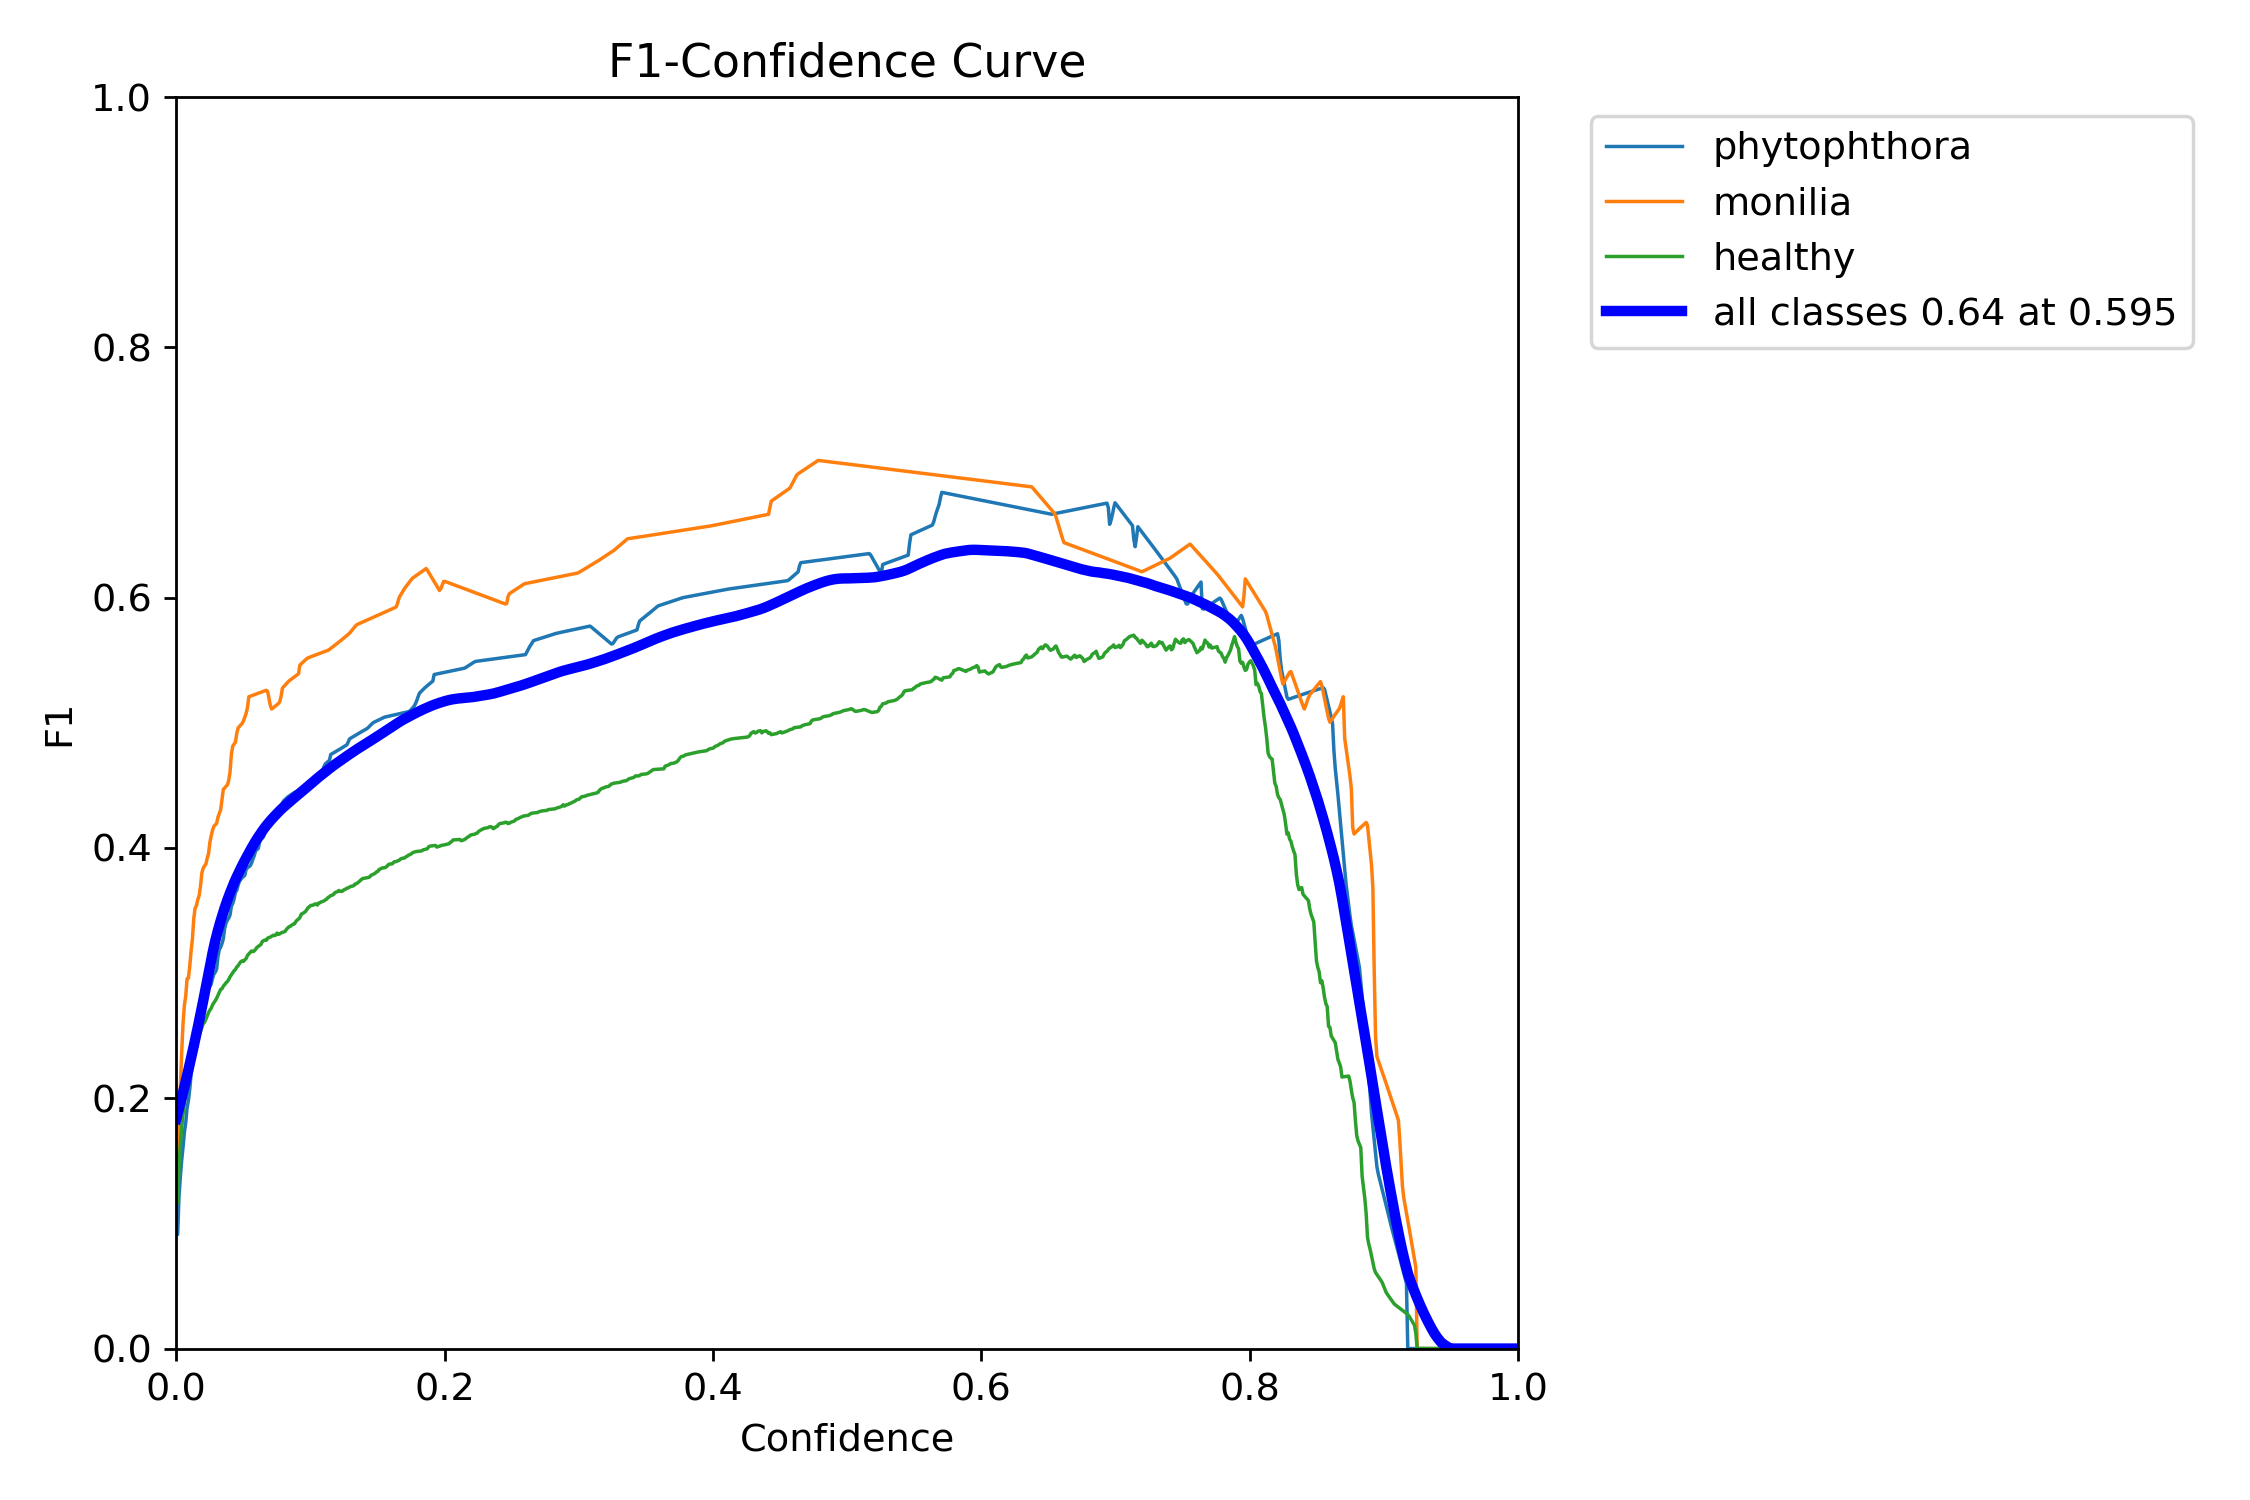 F1-Confidence Curve
1.0
0.8
0.6
0.4
0.2
0.0
F1
0.0 0.2 0.4 0.6 0.8 1.0
Confidence
phytophthora
monilia
healthy
all classes 0.64 at 0.595